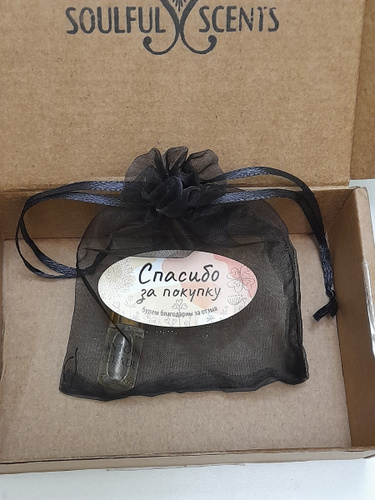 SOULFUL SCENTS
Спасибо
за покупку
будем благодарны за отзыв